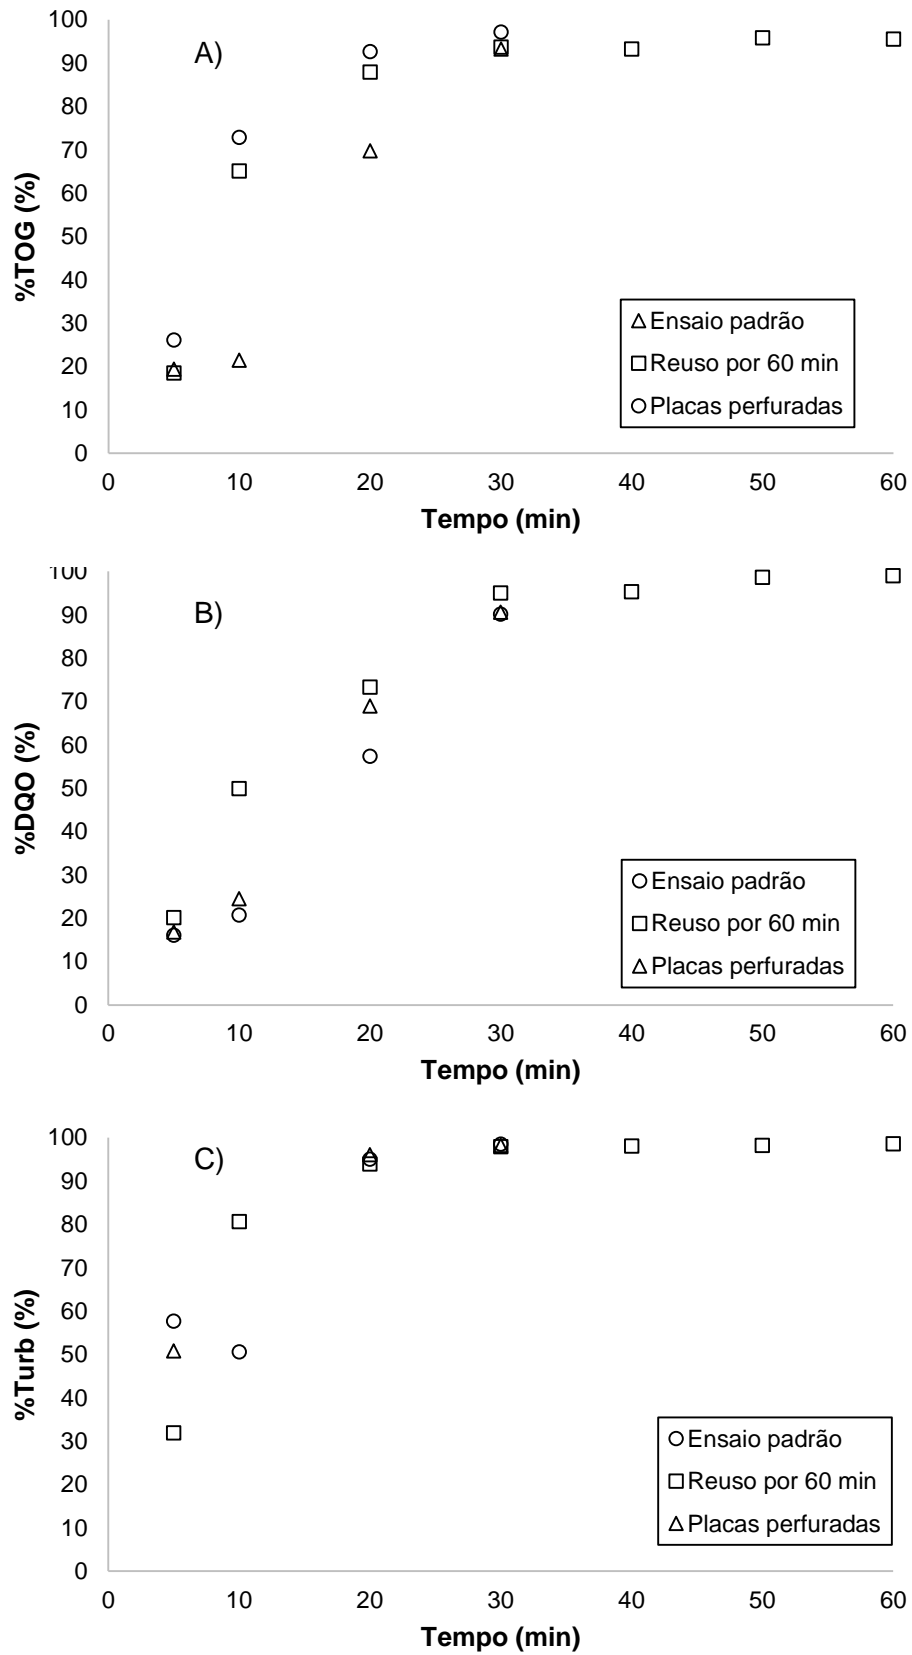 100
90
80
70
60
50
40
30
20
10
0
%TOG (%)
A)
Ensaio padrão
Reuso por 60 min
Placas perfuradas
0 10 20 30 40 50 60
Tempo (min)
100
90
80
70
60
50
40
30
20
10
0
%DQO (%)
B)
Ensaio padrão
Reuso por 60 min
Placas perfuradas
0 10 20 30 40 50 60
Tempo (min)
100
90
80
70
60
50
40
30
20
10
0
%Turb (%)
C)
Ensaio padrão
Reuso por 60 min
Placas perfuradas
0 10 20 30 40 50 60
Tempo (min)